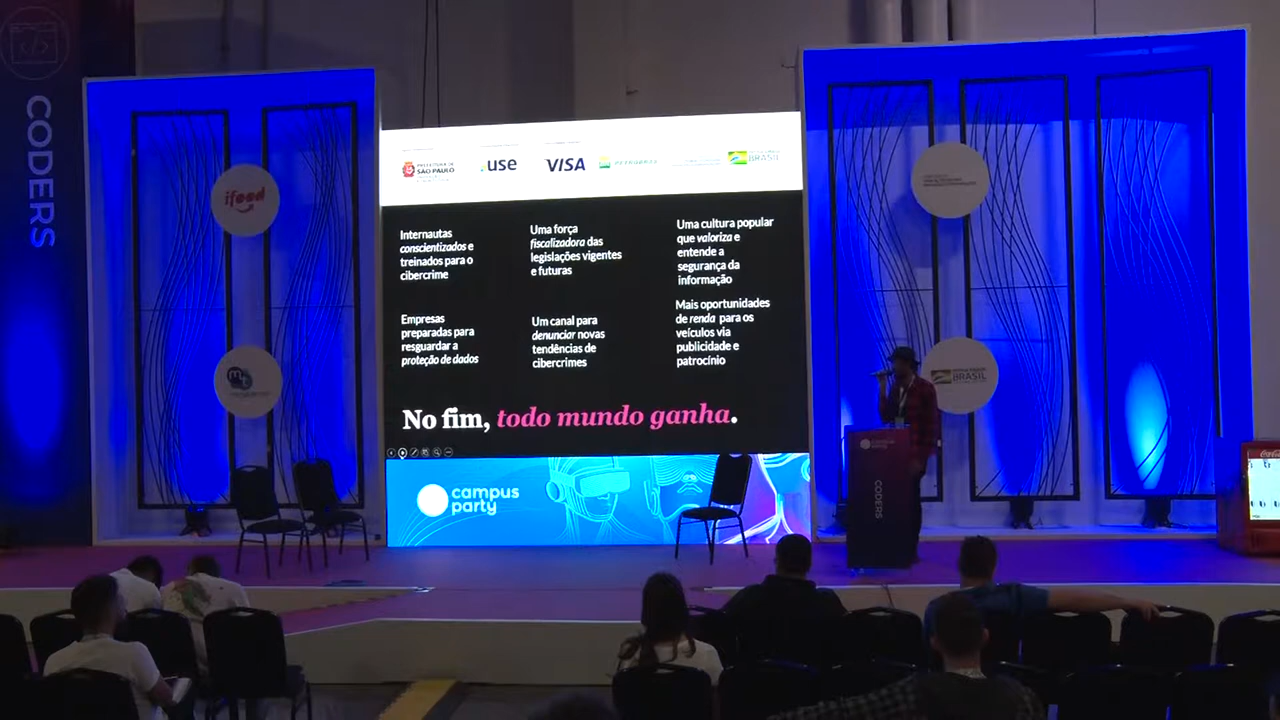 CODERS
ifood
PREFEITURA DE
SÃO PAULO
.use
VISA
PETROBRAS
BRASIL
Internautas
conscientizados e
treinados para o
cibercrime
Uma força
fiscalizadora das
legislações vigentes
e futuras
Uma cultura popular
que valoriza e
entende a
segurança da
informação
Empresas
preparadas para
resguardar a
proteção de dados
Um canal para
denunciar novas
tendências de
cibercrimes
Mais oportunidades
de renda para os
veículos via
publicidade e
patrocínio
No fim, todo mundo ganha.
campus
party
BRASIL
campus
party
CODERS